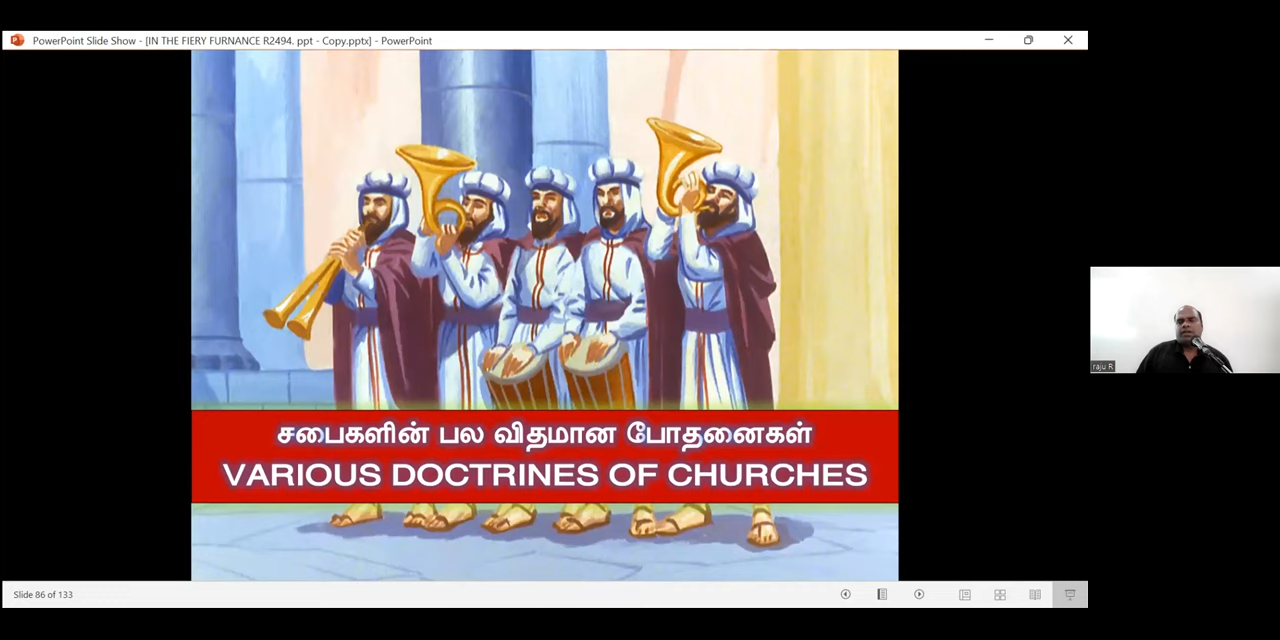 PowerPoint Slide Show - [IN THE FIERY FURNANCE R2494. ppt - Copy.pptx] - PowerPoint
சபைகளின் பல விதமான போதனைகள்
VARIOUS DOCTRINES OF CHURCHES
raju R
Slide 86 of 133